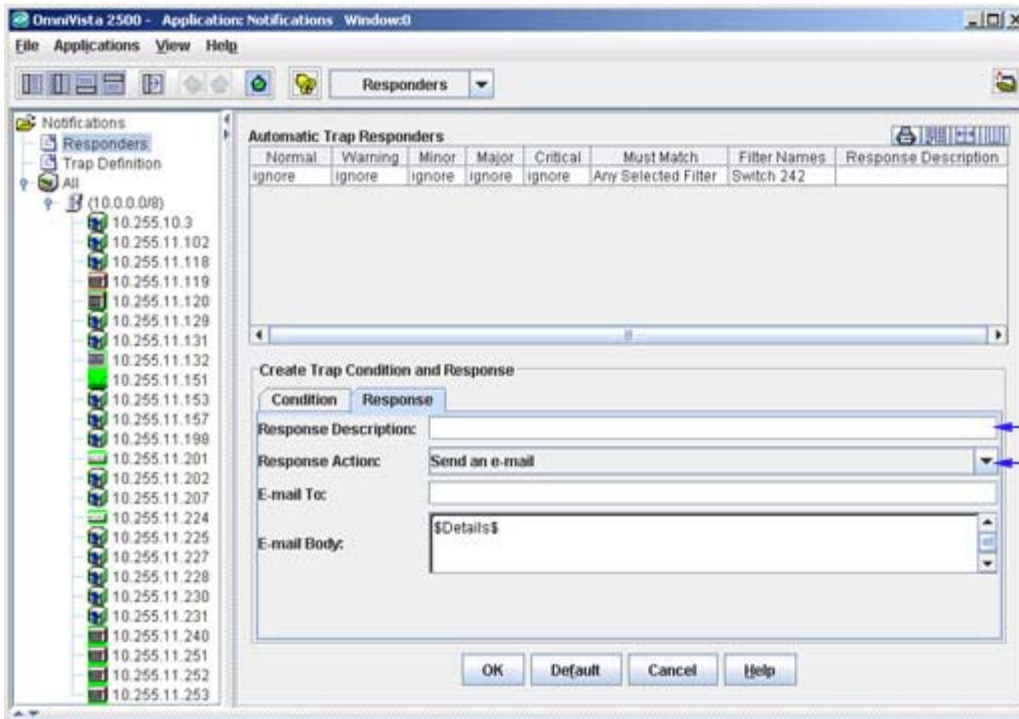 OmniVista 2500 - Application: Notifications Window:0
File Applications View Help
Responders
Notifications
Responders
Trap Definition
All
(10.0.0.0/8)
10.255.10.3
10.255.11.102
10.255.11.118
10.255.11.119
10.255.11.120
10.255.11.129
10.255.11.131
10.255.11.132
10.255.11.151
10.255.11.153
10.255.11.157
10.255.11.198
10.255.11.201
10.255.11.202
10.255.11.207
10.255.11.224
10.255.11.225
10.255.11.227
10.255.11.228
10.255.11.230
10.255.11.231
10.255.11.240
10.255.11.251
10.255.11.252
10.255.11.253
Automatic Trap Responders
Normal Warning Minor Major Critical Must Match Filter Names Response Description
ignore ignore ignore ignore ignore Any Selected Filter Switch 242
Create Trap Condition and Response
Condition Response
Response Description:
Response Action: Send an e-mail
E-mail To:
E-mail Body: $Details$
OK Default Cancel Help